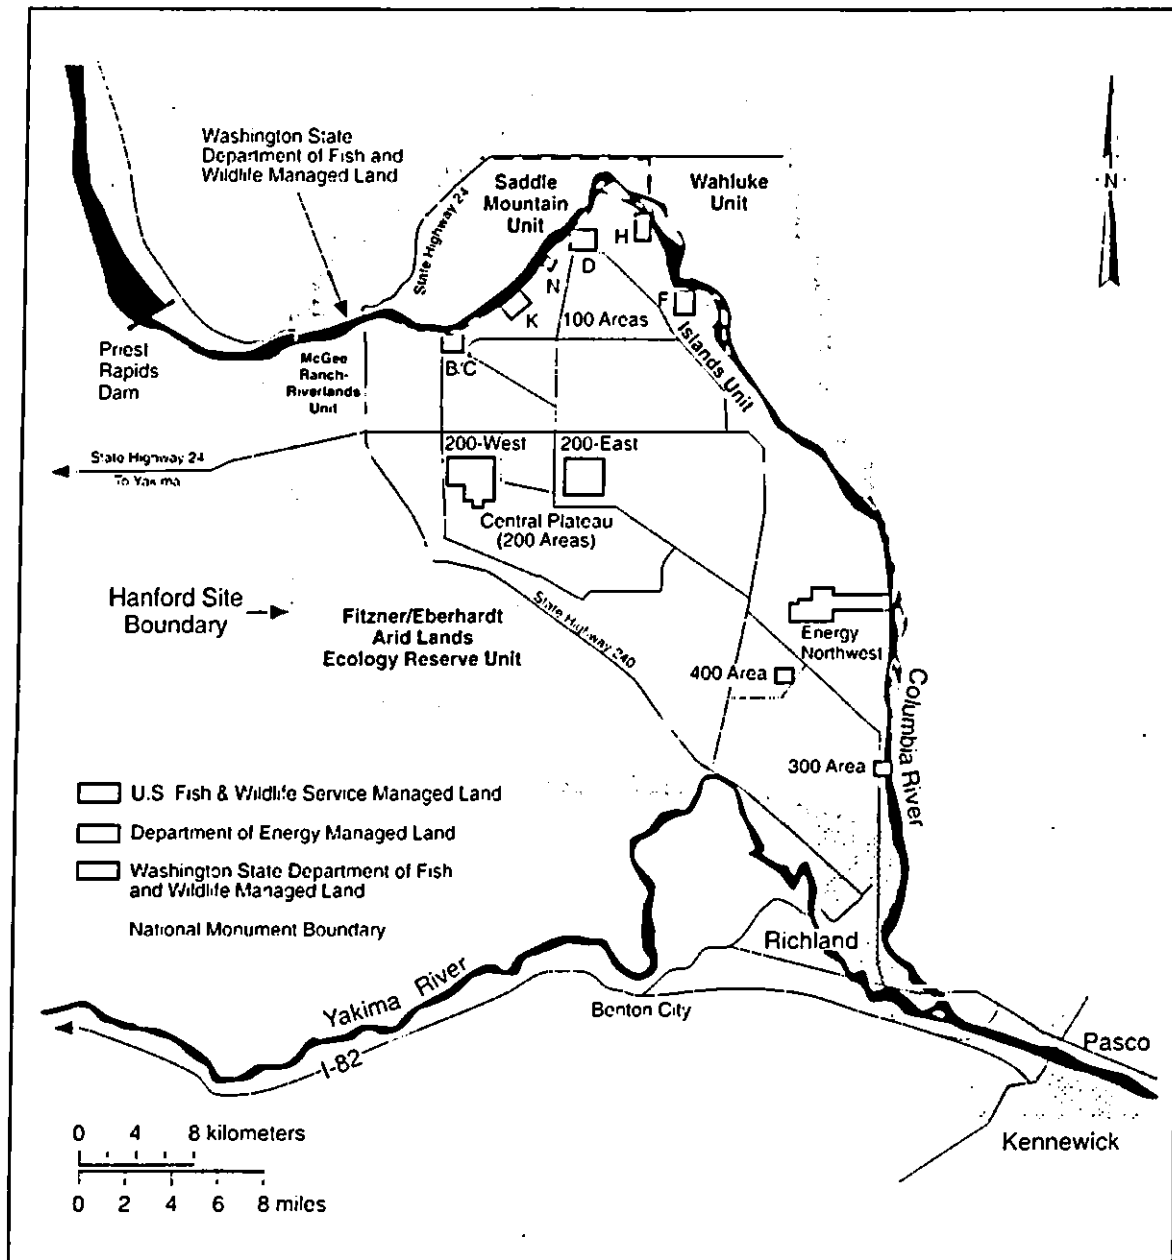 Washington State
Department of Fish and
Wildlife Managed Land
N
State Highway 24
Saddle
Mountain
Unit
Wahluke
Unit
H
D
N
K
F
100 Areas
Islands Unit
B/C
Priest
Rapids
Dam
McGee
Ranch-
Riverlands
Unit
State Highway 24
To Yakima
200-West
200-East
Central Plateau
(200 Areas)
Hanford Site
Boundary
Fitzner/Eberhardt
Arid Lands
Ecology Reserve Unit
State Highway 240
Energy
Northwest
400 Area
Columbia River
300 Area
U.S Fish & Wildlife Service Managed Land
Department of Energy Managed Land
Washington State Department of Fish
and Wildlife Managed Land
National Monument Boundary
Richland
Yakima River
I-82
Benton City
Pasco
Kennewick
0 4 8 kilometers
0 2 4 6 8 miles